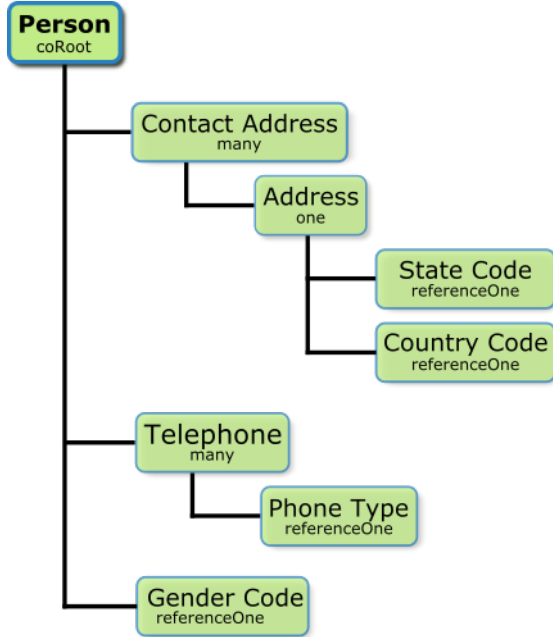 Person
coRoot
Contact Address
many
Address
one
State Code
referenceOne
Country Code
referenceOne
Telephone
many
Phone Type
referenceOne
Gender Code
referenceOne